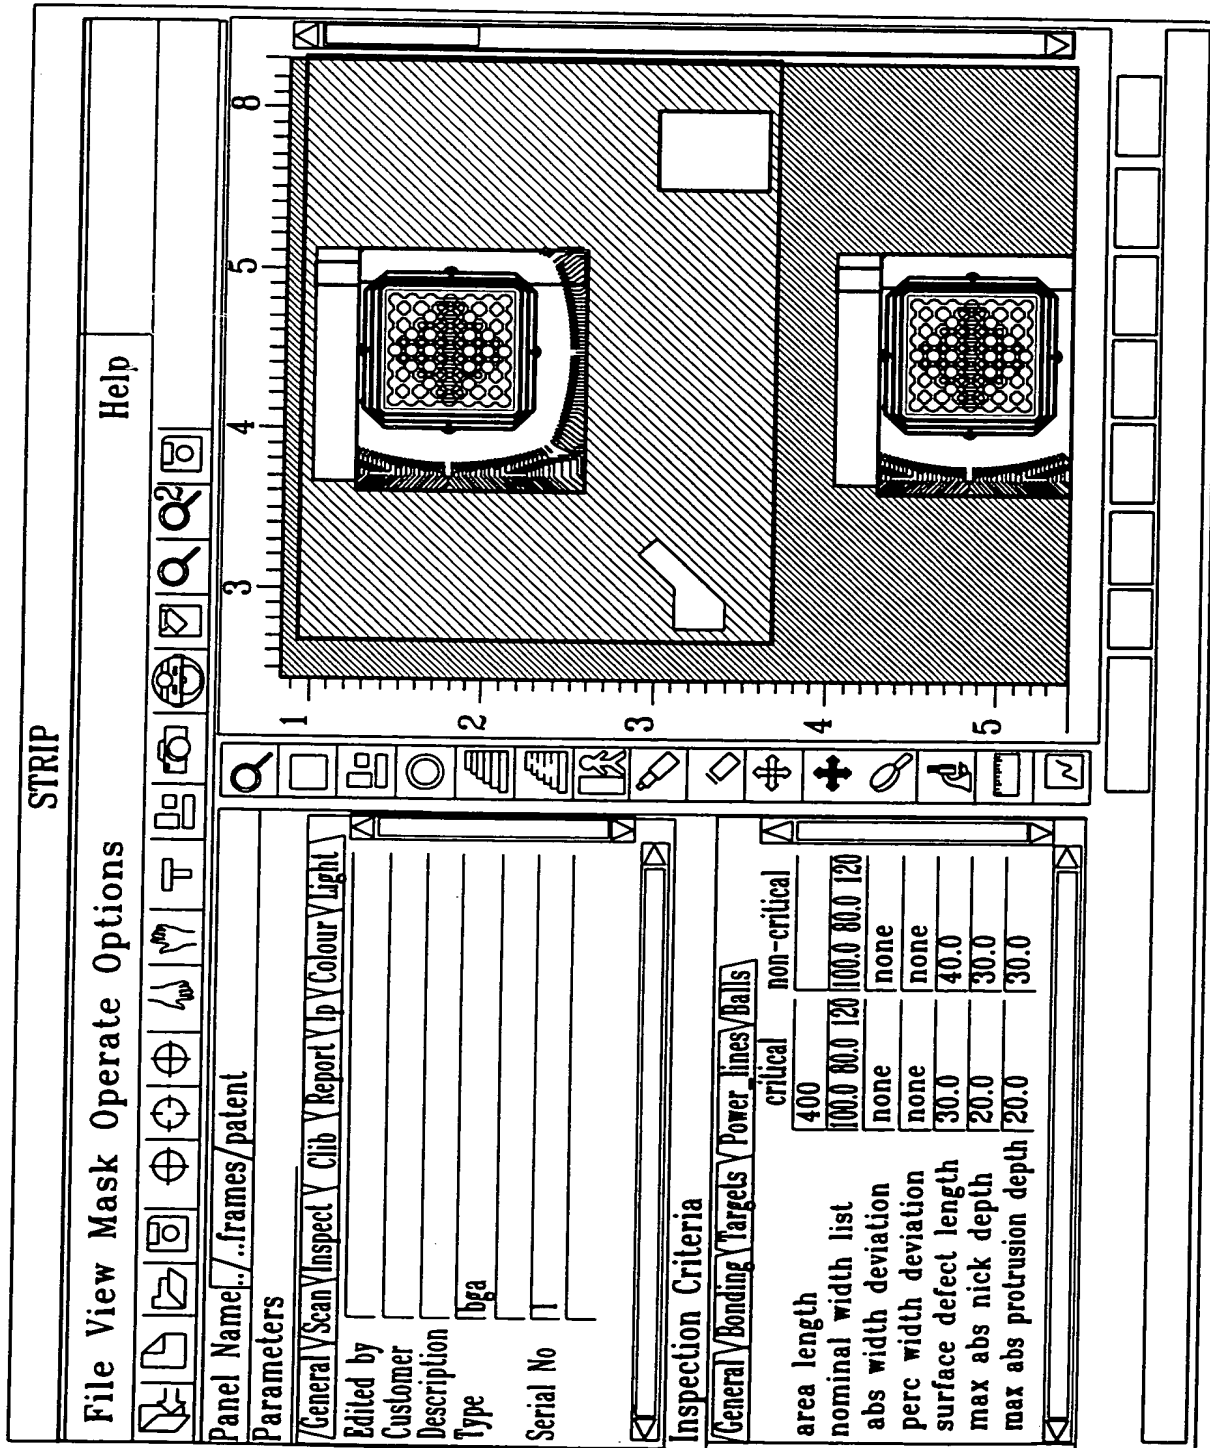 STRIP
File View Mask Operate Options Help
2
Panel Name ../..frames/patent
Parameters
General Scan Inspect Clib Report Ip Colour Light
Edited by
Customer
Description
Type bga
Serial No 1
Inspection Criteria
General Bonding Targets Power_lines Balls
critical non-critical
area length 400
nominal width list 100.0 80.0 120 100.0 80.0 120
abs width deviation none none
perc width deviation none none
surface defect length 30.0 40.0
max abs nick depth 20.0 30.0
max abs protrusion depth 20.0 30.0
3 4 5 8
1
2
3
4
5